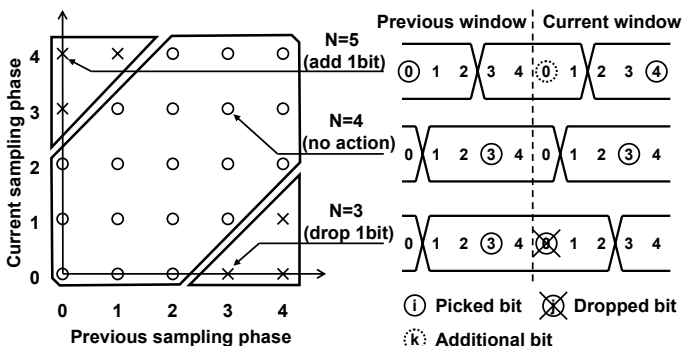 Current sampling phase
4
3
2
1
0
0 1 2 3 4
Previous sampling phase
N=5
(add 1bit)
N=4
(no action)
N=3
(drop 1bit)
Previous window Current window
0 1 2 3 4 0 1 2 3 4
0 1 2 3 4 0 1 2 3 4
0 1 2 3 4 0 1 2 3 4
i Picked bit j Dropped bit
k Additional bit